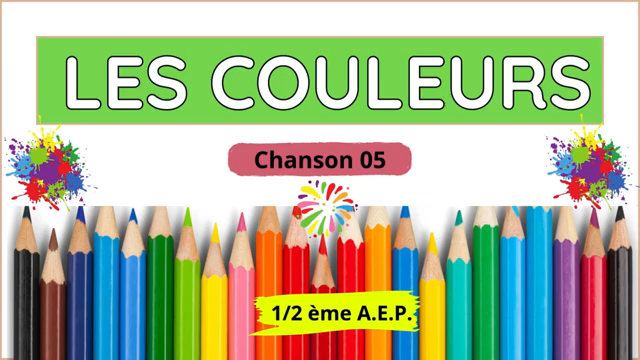 LES COULEURS
Chanson 05
1/2 ème A.E.P.